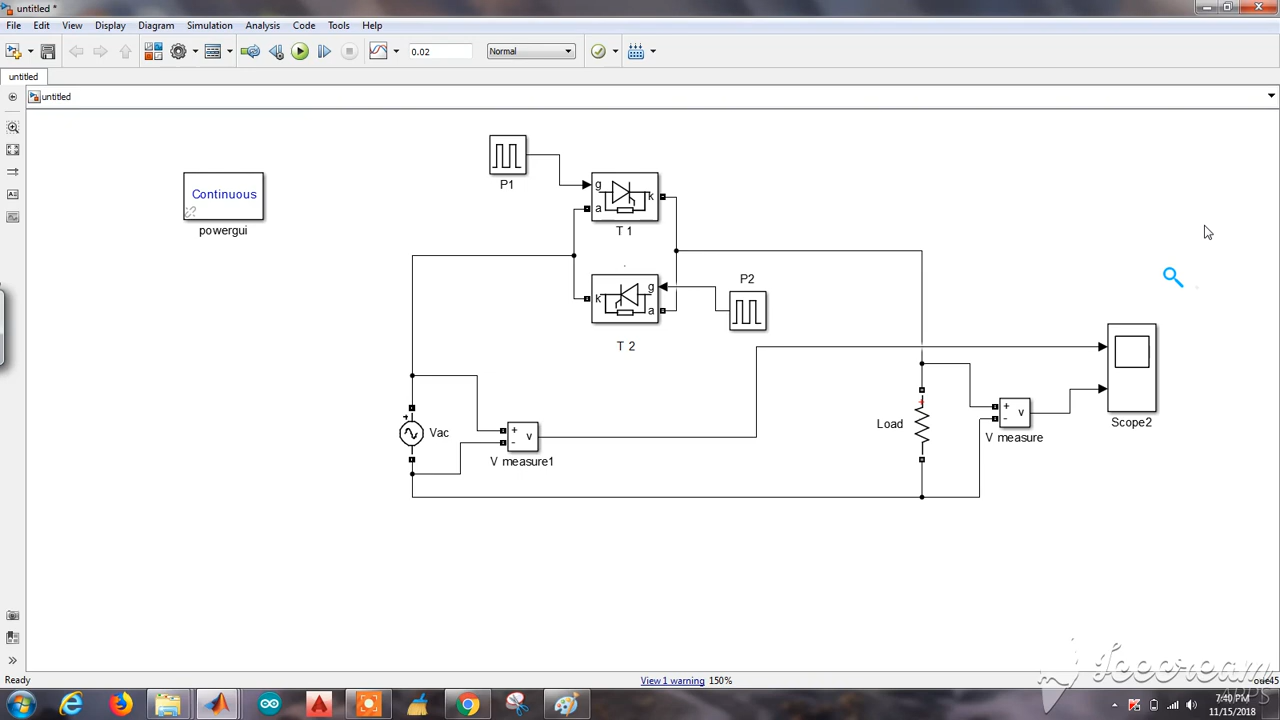 untitled *
File Edit View Display Diagram Simulation Analysis Code Tools Help
0.02 Normal
untitled
untitled
P1
Continuous
powergui
g
k
a
T 1
P2
g
k
a
T 2
+
Vac
+
v
-
V measure1
Load
+
+
v
-
V measure
Scope2
Ready
View 1 warning 150%
Icecream
APPS
7:40 PM
11/15/2018